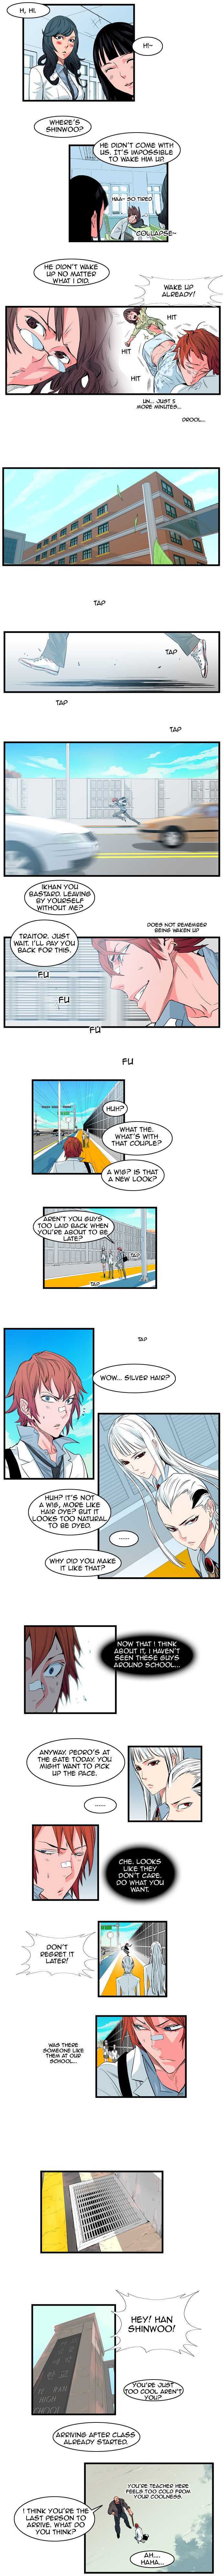 H, HI.
HI~
WHERE'S
SHINWOO?
HE DIDN'T COME WITH
US. IT'S IMPOSSIBLE
TO WAKE HIM UP.
HAA~ SO TIRED
COLLAPSE~
HE DIDN'T WAKE
UP NO MATTER
WHAT I DID.
WAKE UP
ALREADY!
HIT
HIT
HIT
UN... JUST 5
MORE MINUTES...
DROOL...
TAP
TAP
TAP
TAP
IKHAN YOU
BASTARD. LEAVING
BY YOURSELF
WITHOUT ME?
DOES NOT REMEMBER
BEING WAKEN UP
TRAITOR. JUST
WAIT. I'LL PAY YOU
BACK FOR THIS.
FU
FU
FU
FU
HUH?
WHAT THE.
WHAT'S WITH
THAT COUPLE?
A WIG? IS THAT
A NEW LOOK?
AREN'T YOU GUYS
TOO LAID BACK WHEN
YOU'RE ABOUT TO BE
LATE?
TAP
TAP
TAP
WOW... SILVER HAIR?
HUH? IT'S NOT
A WIG, MORE LIKE
HAIR DYE? BUT IT
LOOKS TOO NATURAL
TO BE DYED.
......
WHY DID YOU MAKE
IT LIKE THAT?
NOW THAT I THINK
ABOUT IT, I HAVEN'T
SEEN THESE GUYS
AROUND SCHOOL...
ANYWAY. PEDRO'S AT
THE GATE TODAY. YOU
MIGHT WANT TO PICK
UP THE PACE.
......
CHE. LOOKS
LIKE THEY
DON'T CARE.
DO WHAT YOU
WANT.
DON'T
REGRET IT
LATER!
WAS THERE
SOMEONE LIKE
THEM AT OUR
SCHOOL...
HEY! HAN
SHINWOO!
YE RAN
HIGH
SCHOOL
YOU'RE JUST
TOO COOL AREN'T
YOU?
ARRIVING AFTER CLASS
ALREADY STARTED.
YOU'RE TEACHER HERE
FEELS TOO COLD FROM
YOUR COOLNESS.
I THINK YOU'RE THE
LAST PERSON TO
ARRIVE. WHAT DO
YOU THINK?
AH....
HAHA...